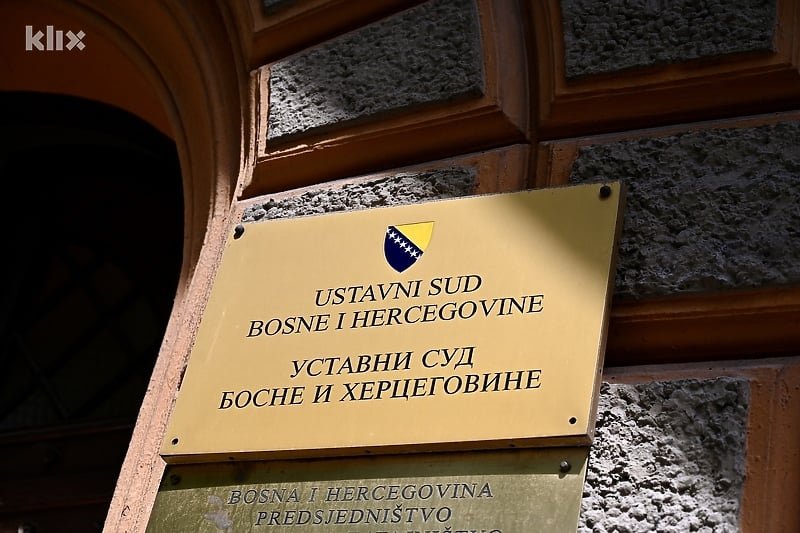 klix
USTAVNI SUD
BOSNE I HERCEGOVINE
УСТАВНИ СУД
БОСНЕ И ХЕРЦЕГОВИНЕ
BOSNA I HERCEGOVINA
PREDSJEDNIŠTVO